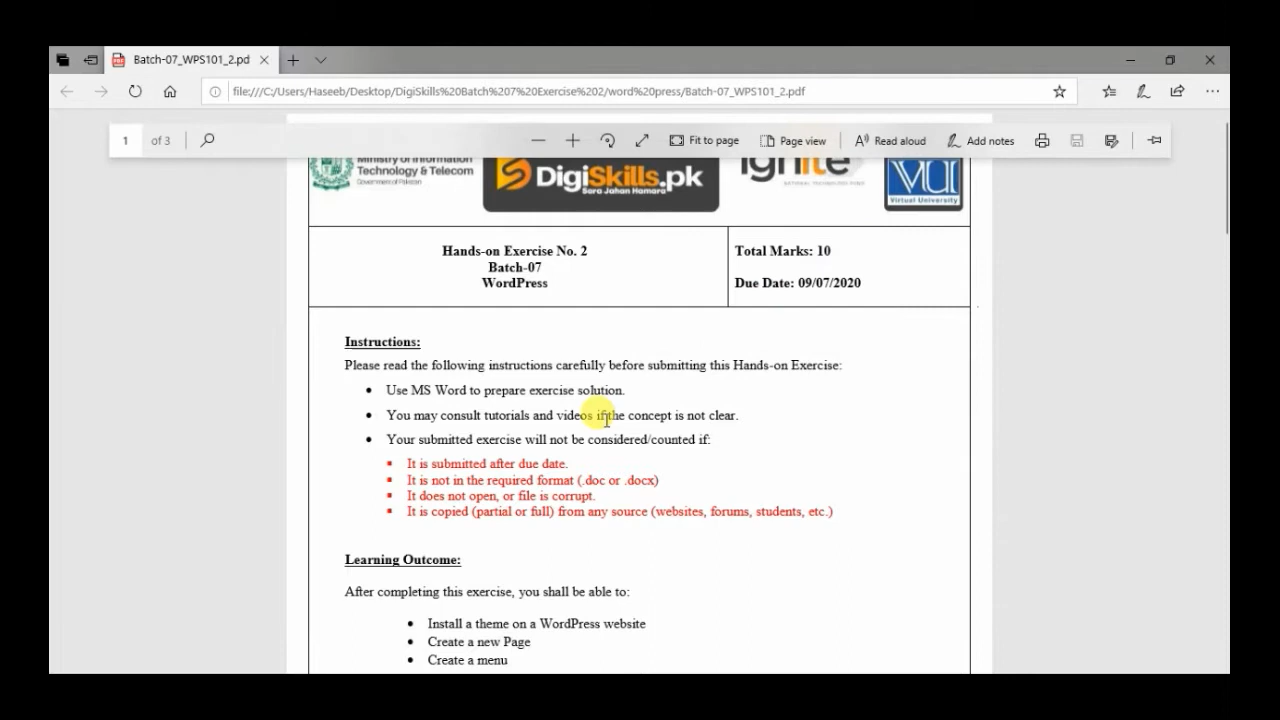 Batch-07_WPS101_2.pd
file:///C:/Users/Haseeb/Desktop/DigiSkills%20Batch%207%20Exercise%202/word%20press/Batch-07_WPS101_2.pdf
1 of 3
Fit to page
Page view
Read aloud
Add notes
Ministry of Information
Technology & Telecom
Government of Pakistan
DigiSkills.pk
Sara Jahan Hamara
ignite
VU
Virtual University
Hands-on Exercise No. 2
Batch-07
WordPress
Total Marks: 10
Due Date: 09/07/2020
Instructions:
Please read the following instructions carefully before submitting this Hands-on Exercise:
• Use MS Word to prepare exercise solution.
• You may consult tutorials and videos if the concept is not clear.
• Your submitted exercise will not be considered/counted if:
▪ It is submitted after due date.
▪ It is not in the required format (.doc or .docx)
▪ It does not open, or file is corrupt.
▪ It is copied (partial or full) from any source (websites, forums, students, etc.)
Learning Outcome:
After completing this exercise, you shall be able to:
• Install a theme on a WordPress website
• Create a new Page
• Create a menu